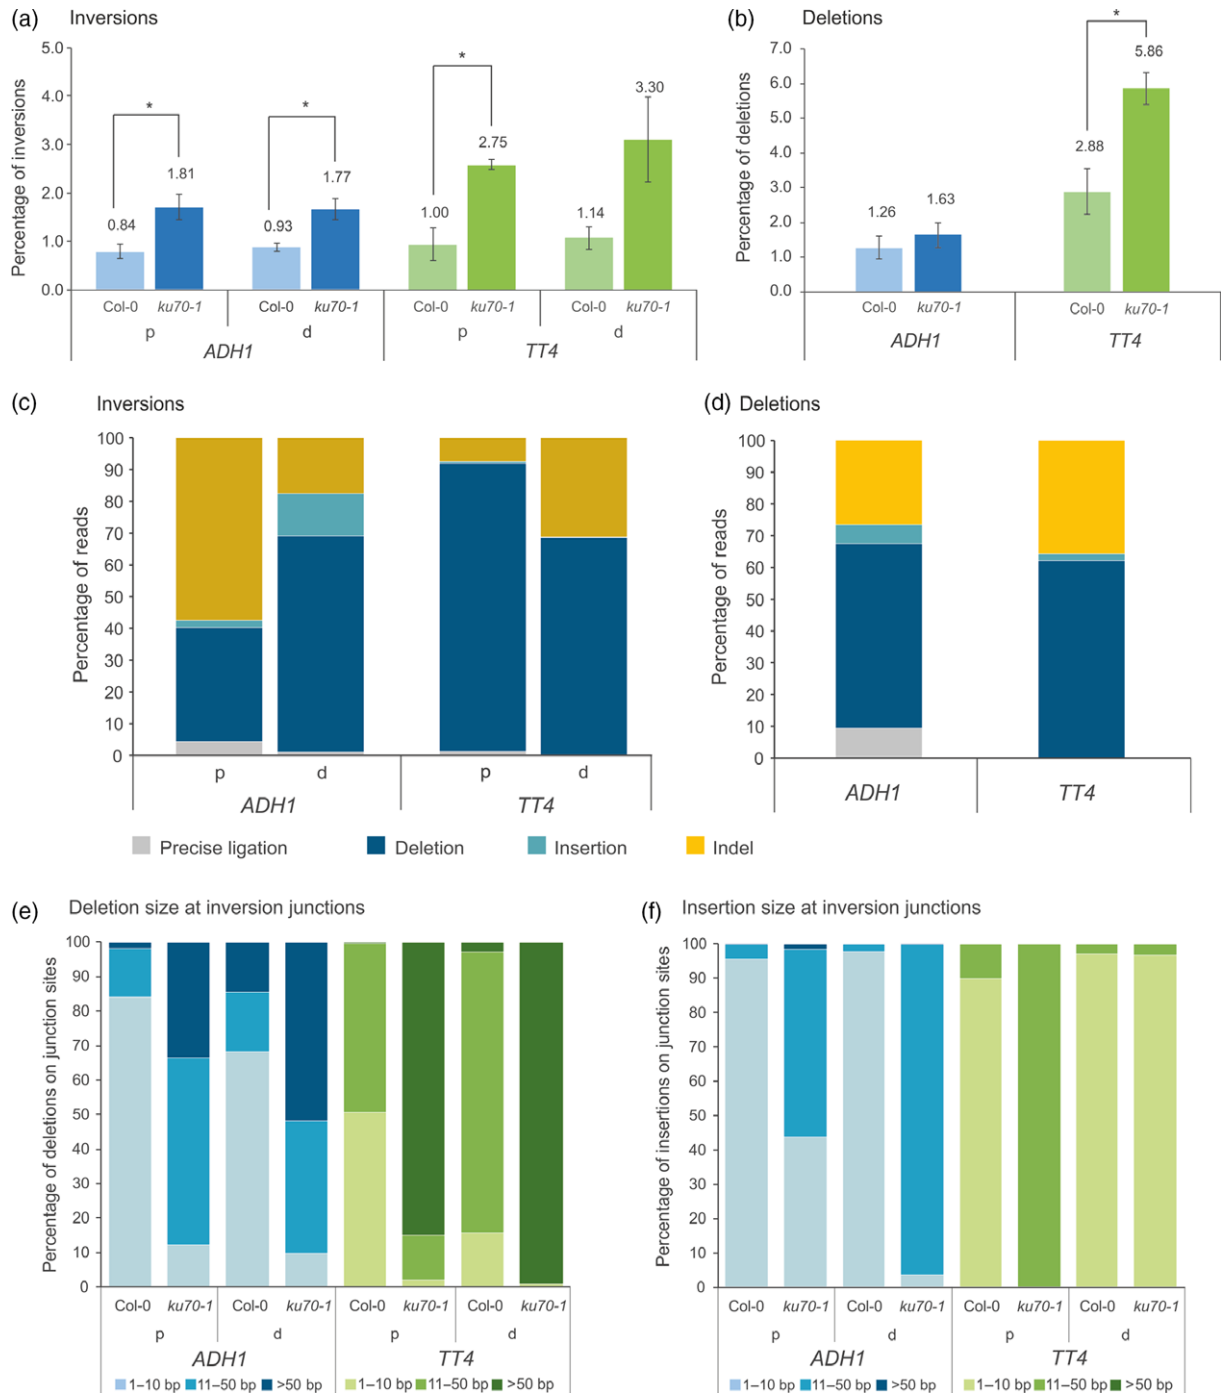 (a) Inversions
Percentage of inversions
5.0
4.0
3.0
2.0
1.0
0.0
* * *
0.84 1.81 0.93 1.77 1.00 2.75 1.14 3.30
Col-0 ku70-1 Col-0 ku70-1 Col-0 ku70-1 Col-0 ku70-1
p d p d
ADH1 TT4
(b) Deletions
Percentage of deletions
7.0
6.0
5.0
4.0
3.0
2.0
1.0
0.0
*
1.26 1.63 2.88 5.86
Col-0 ku70-1 Col-0 ku70-1
ADH1 TT4
(c) Inversions
Percentage of reads
100
90
80
70
60
50
40
30
20
10
0
p d p d
ADH1 TT4
(d) Deletions
Percentage of reads
100
90
80
70
60
50
40
30
20
10
0
ADH1 TT4
Precise ligation Deletion Insertion Indel
(e) Deletion size at inversion junctions
Percentage of deletions on junction sites
100
90
80
70
60
50
40
30
20
10
0
Col-0 ku70-1 Col-0 ku70-1 Col-0 ku70-1 Col-0 ku70-1
p d p d
ADH1 TT4
1–10 bp 11–50 bp >50 bp 1–10 bp 11–50 bp >50 bp
(f) Insertion size at inversion junctions
Percentage of insertions on junction sites
100
90
80
70
60
50
40
30
20
10
0
Col-0 ku70-1 Col-0 ku70-1 Col-0 ku70-1 Col-0 ku70-1
p d p d
ADH1 TT4
1–10 bp 11–50 bp >50 bp 1–10 bp 11–50 bp >50 bp